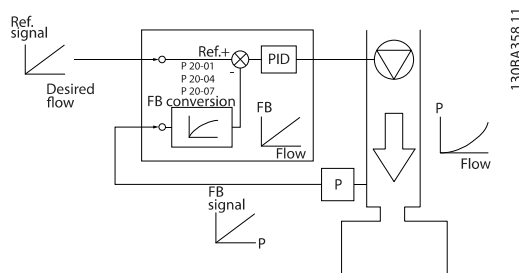 Ref.
signal
Desired
flow
Ref.+
-
PID
P 20-01
P 20-04
P 20-07
FB conversion
FB
Flow
P
Flow
P
FB
signal
P
130BA358.11